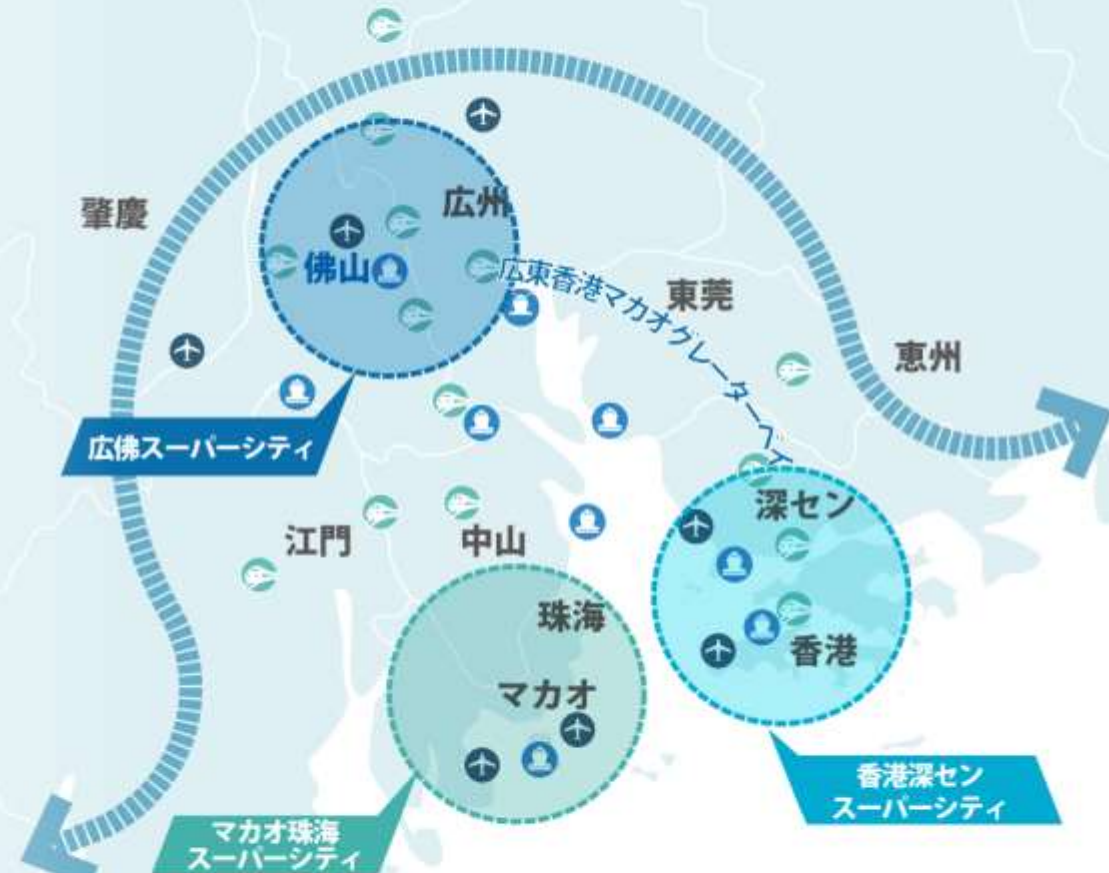 肇慶
広州
佛山
広東香港マカオグレーターベイ
東莞
恵州
広佛スーパーシティ
深セン
江門
中山
珠海
香港
マカオ
香港深セン
スーパーシティ
マカオ珠海
スーパーシティ